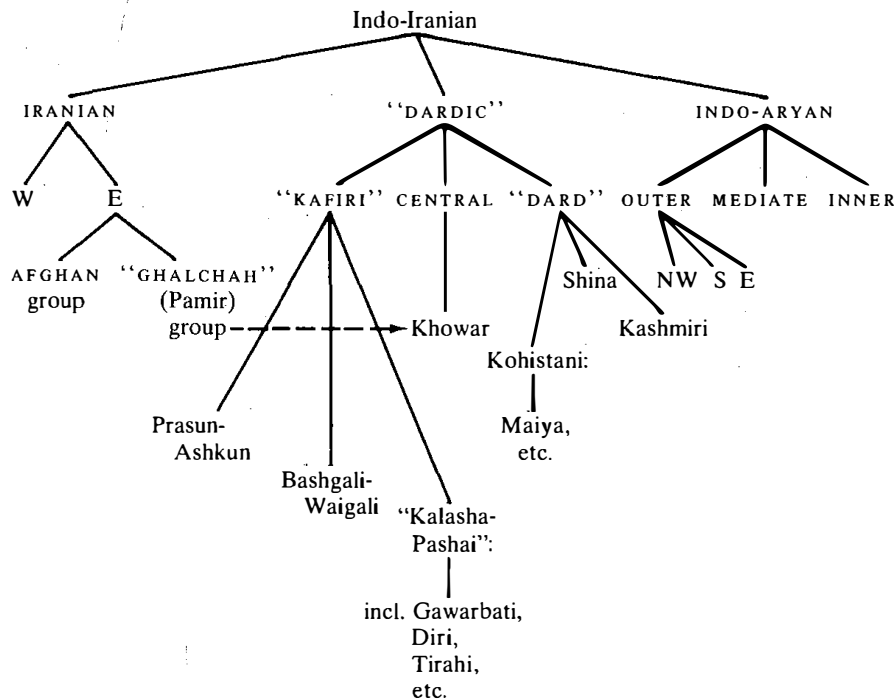 Indo-Iranian
IRANIAN “DARDIC” INDO-ARYAN
W E “KAFIRI” CENTRAL “DARD” OUTER MEDIATE INNER
AFGHAN “GHALCHAH” Shina NW S E
group (Pamir)
group Khowar Kashmiri
Kohistani:
Prasun- Maiya,
Ashkun etc.
Bashgali-
Waigali “Kalasha-
Pashai”:
incl. Gawarbati,
Diri,
Tirahi,
etc.